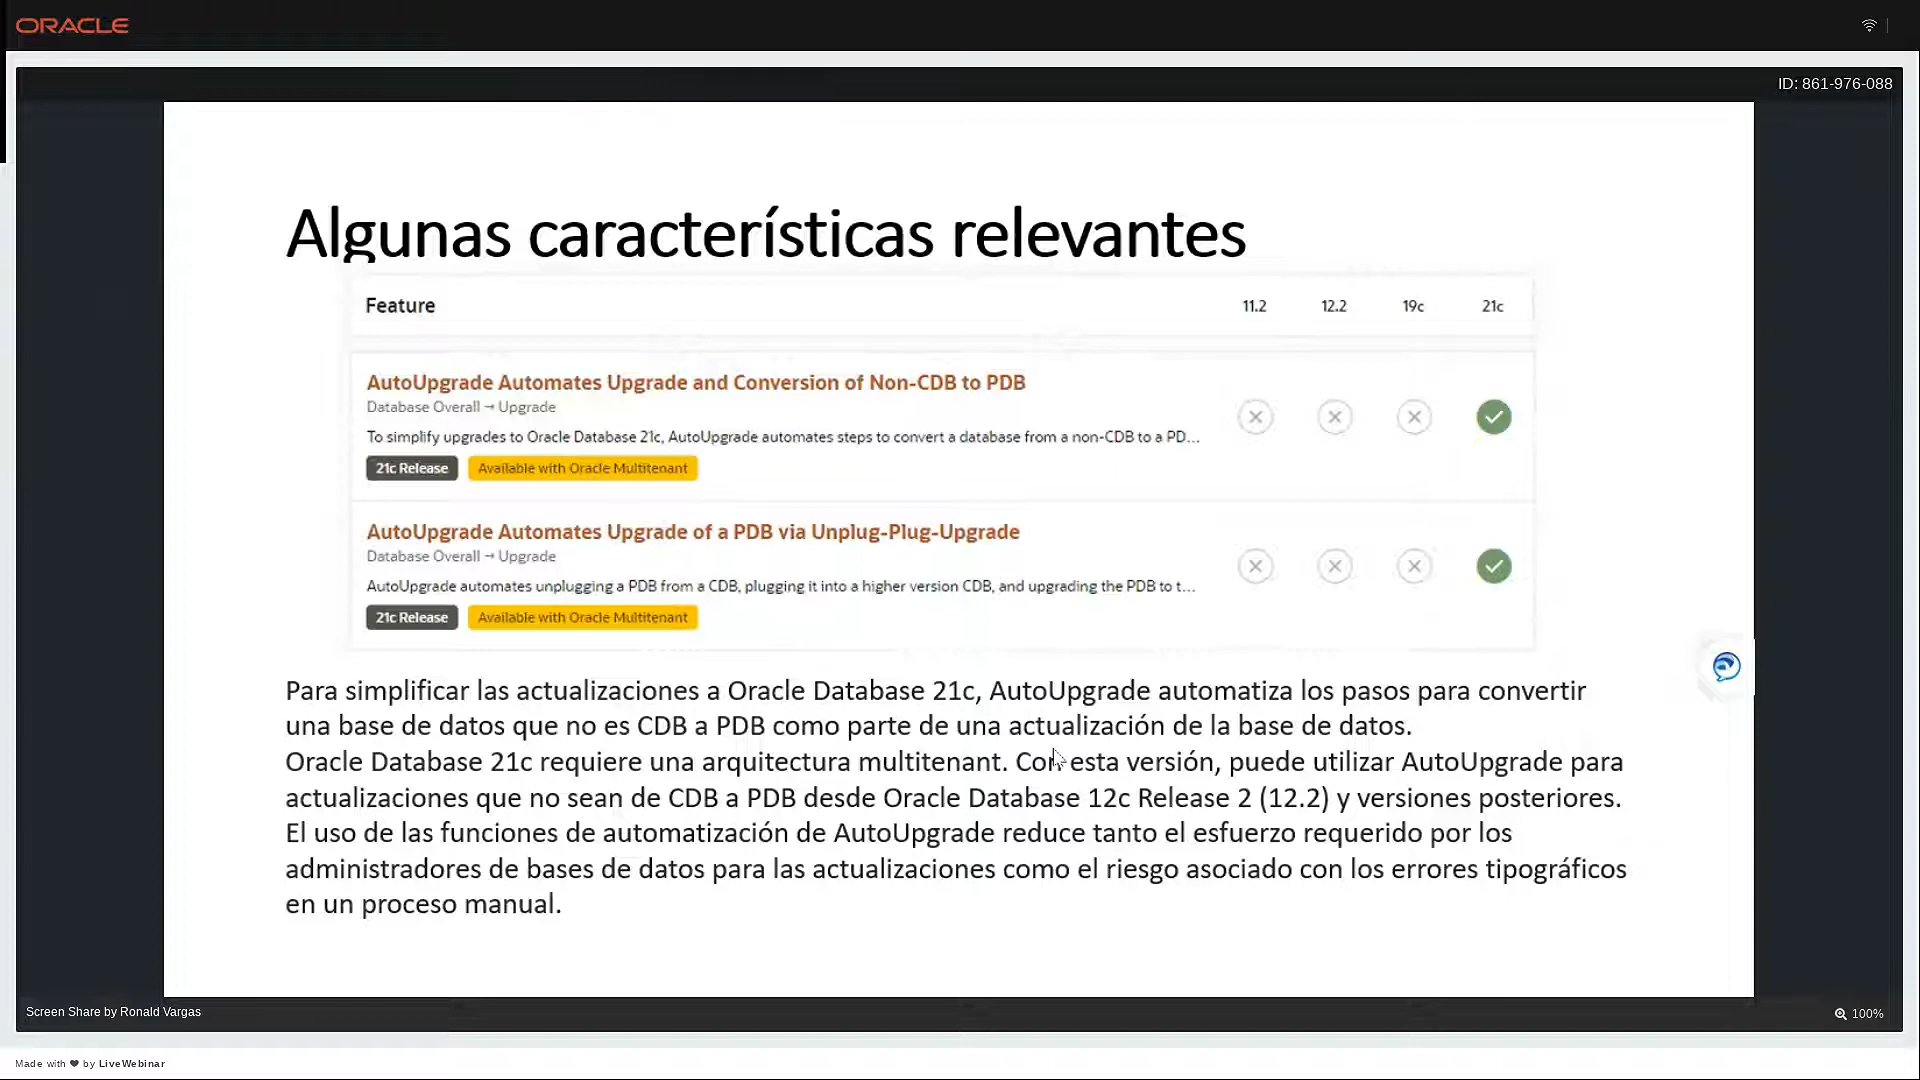 ORACLE
ID: 861-976-088
Algunas características relevantes
Feature 11.2 12.2 19c 21c
AutoUpgrade Automates Upgrade and Conversion of Non-CDB to PDB
Database Overall → Upgrade
To simplify upgrades to Oracle Database 21c, AutoUpgrade automates steps to convert a database from a non-CDB to a PD...
21c Release Available with Oracle Multitenant
AutoUpgrade Automates Upgrade of a PDB via Unplug-Plug-Upgrade
Database Overall → Upgrade
AutoUpgrade automates unplugging a PDB from a CDB, plugging it into a higher version CDB, and upgrading the PDB to t...
21c Release Available with Oracle Multitenant
Para simplificar las actualizaciones a Oracle Database 21c, AutoUpgrade automatiza los pasos para convertir
una base de datos que no es CDB a PDB como parte de una actualización de la base de datos.
Oracle Database 21c requiere una arquitectura multitenant. Con esta versión, puede utilizar AutoUpgrade para
actualizaciones que no sean de CDB a PDB desde Oracle Database 12c Release 2 (12.2) y versiones posteriores.
El uso de las funciones de automatización de AutoUpgrade reduce tanto el esfuerzo requerido por los
administradores de bases de datos para las actualizaciones como el riesgo asociado con los errores tipográficos
en un proceso manual.
Screen Share by Ronald Vargas
100%
Made with ❤ by LiveWebinar